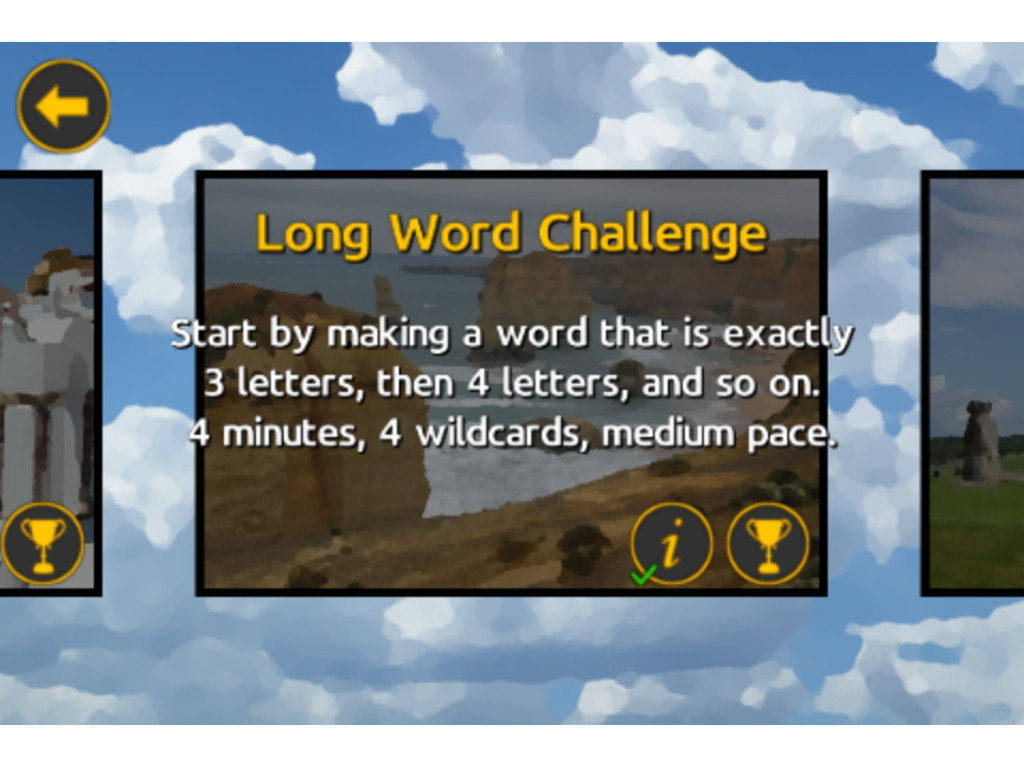 Long Word Challenge
Start by making a word that is exactly
3 letters, then 4 letters, and so on.
4 minutes, 4 wildcards, medium pace.
i